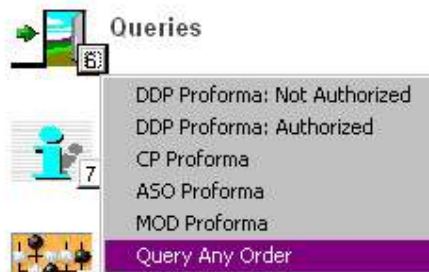 Queries
6
DDP Proforma: Not Authorized
DDP Proforma: Authorized
CP Proforma
7
ASO Proforma
MOD Proforma
Query Any Order